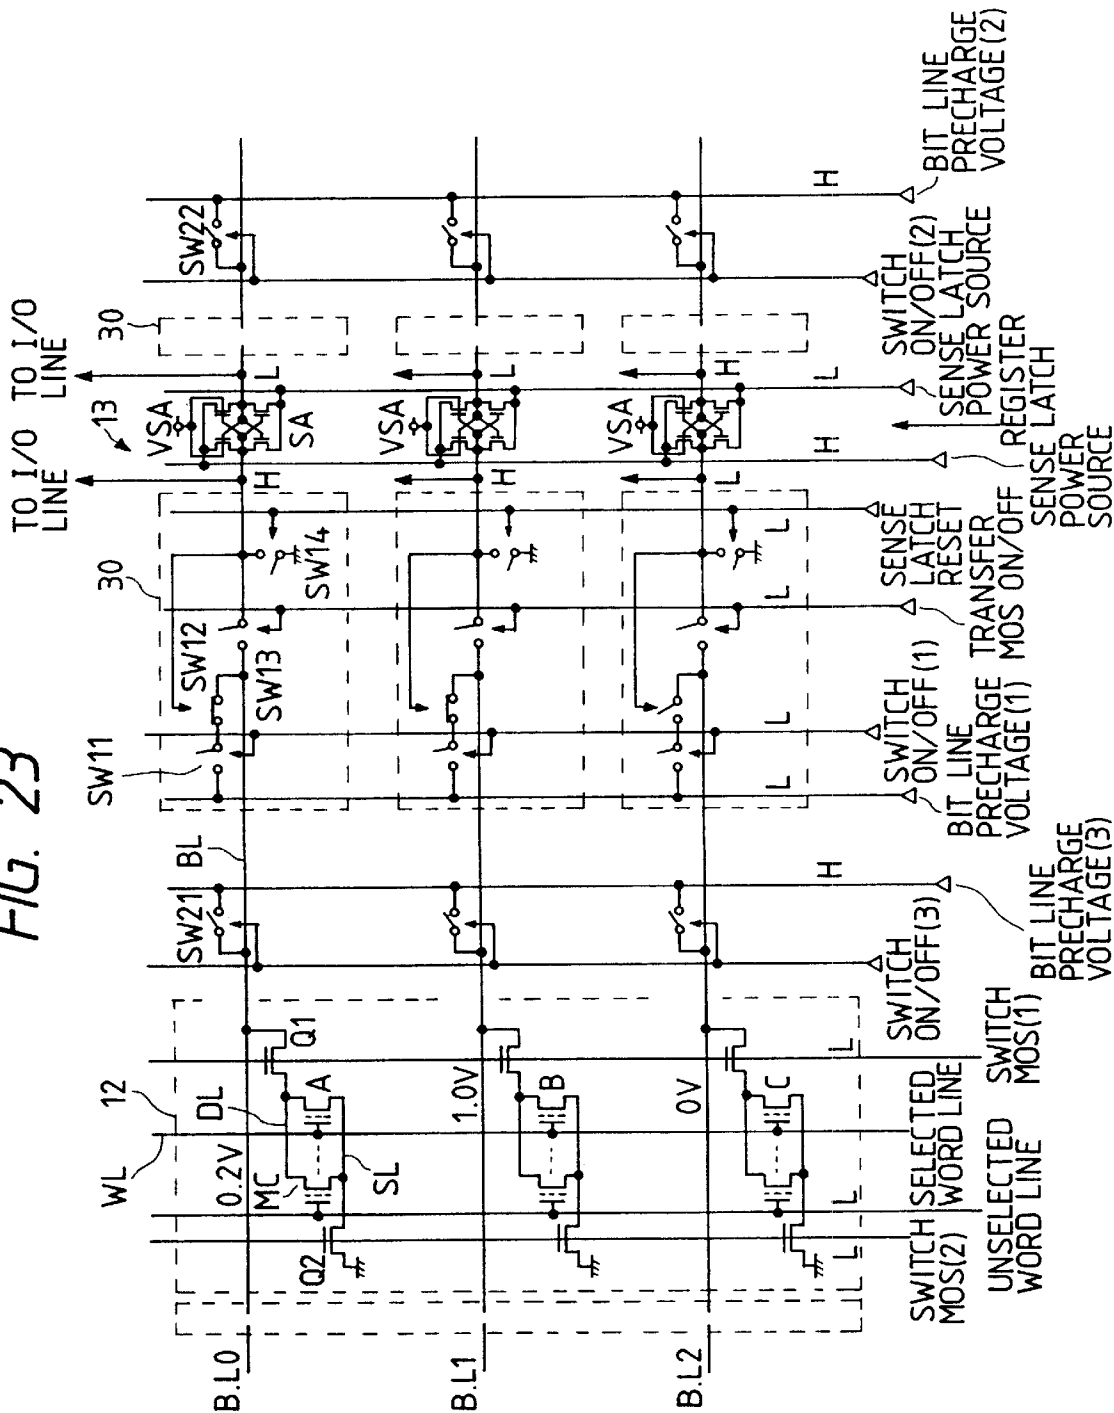 FIG. 23
TO I/O
LINE
TO I/O
LINE
13
SW11
30
30
12
WL
DL
0.2V
MC
A
Q1
Q2
SL
SW21
BL
SW12
SW13
SW14
VSA
SA
H
L
SW22
B.L0
1.0V
B
VSA
H
L
B.L1
0V
C
VSA
L
H
B.L2
L
L
L
H
L
L
L
L
H
L
H
SWITCH
MOS(2)
UNSELECTED
WORD LINE
SELECTED
WORD LINE
SWITCH
MOS(1)
SWITCH
ON/OFF(3)
BIT LINE
PRECHARGE
VOLTAGE(3)
BIT LINE
PRECHARGE
VOLTAGE(1)
SWITCH
ON/OFF(1)
TRANSFER
MOS ON/OFF
SENSE
LATCH
RESET
SENSE LATCH
POWER
SOURCE
REGISTER
SENSE LATCH
POWER SOURCE
SWITCH
ON/OFF(2)
BIT LINE
PRECHARGE
VOLTAGE(2)